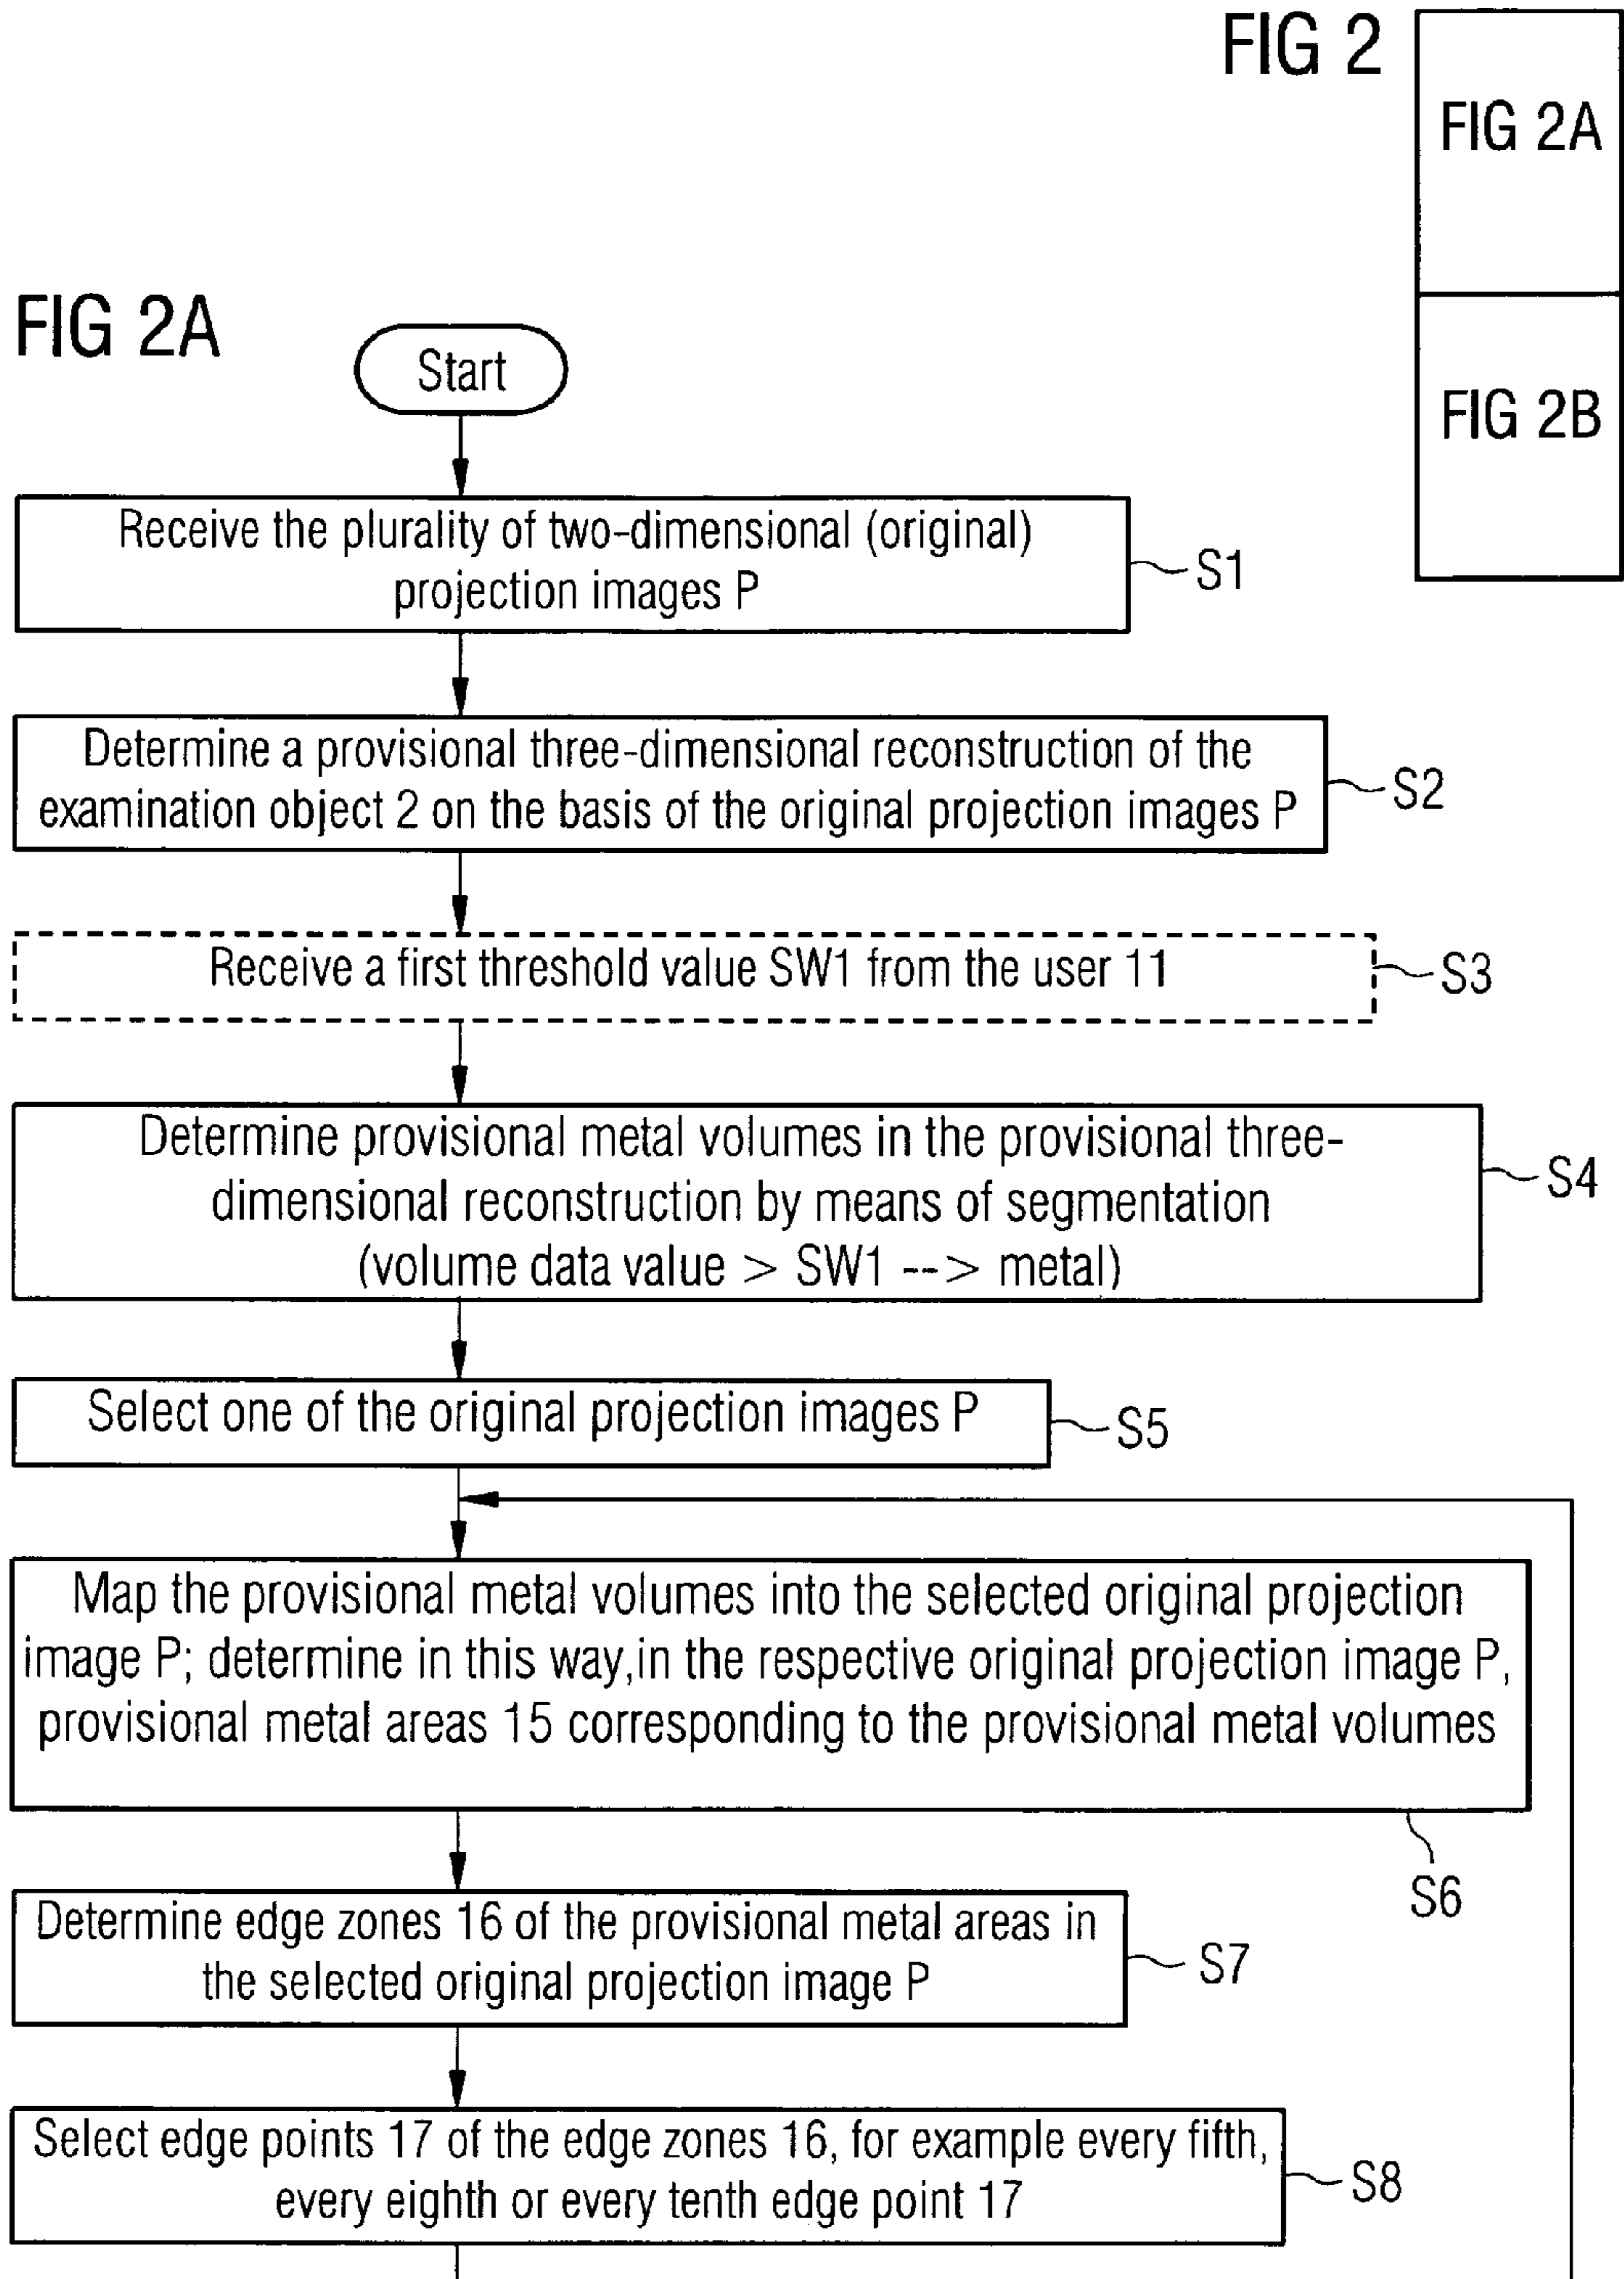 FIG 2
FIG 2A
FIG 2B
FIG 2A
Start
Receive the plurality of two-dimensional (original)
projection images P
S1
Determine a provisional three-dimensional reconstruction of the
examination object 2 on the basis of the original projection images P
S2
Receive a first threshold value SW1 from the user 11
S3
Determine provisional metal volumes in the provisional three-
dimensional reconstruction by means of segmentation
(volume data value > SW1 --> metal)
S4
Select one of the original projection images P
S5
Map the provisional metal volumes into the selected original projection
image P; determine in this way,in the respective original projection image P,
provisional metal areas 15 corresponding to the provisional metal volumes
S6
Determine edge zones 16 of the provisional metal areas in
the selected original projection image P
S7
Select edge points 17 of the edge zones 16, for example every fifth,
every eighth or every tenth edge point 17
S8